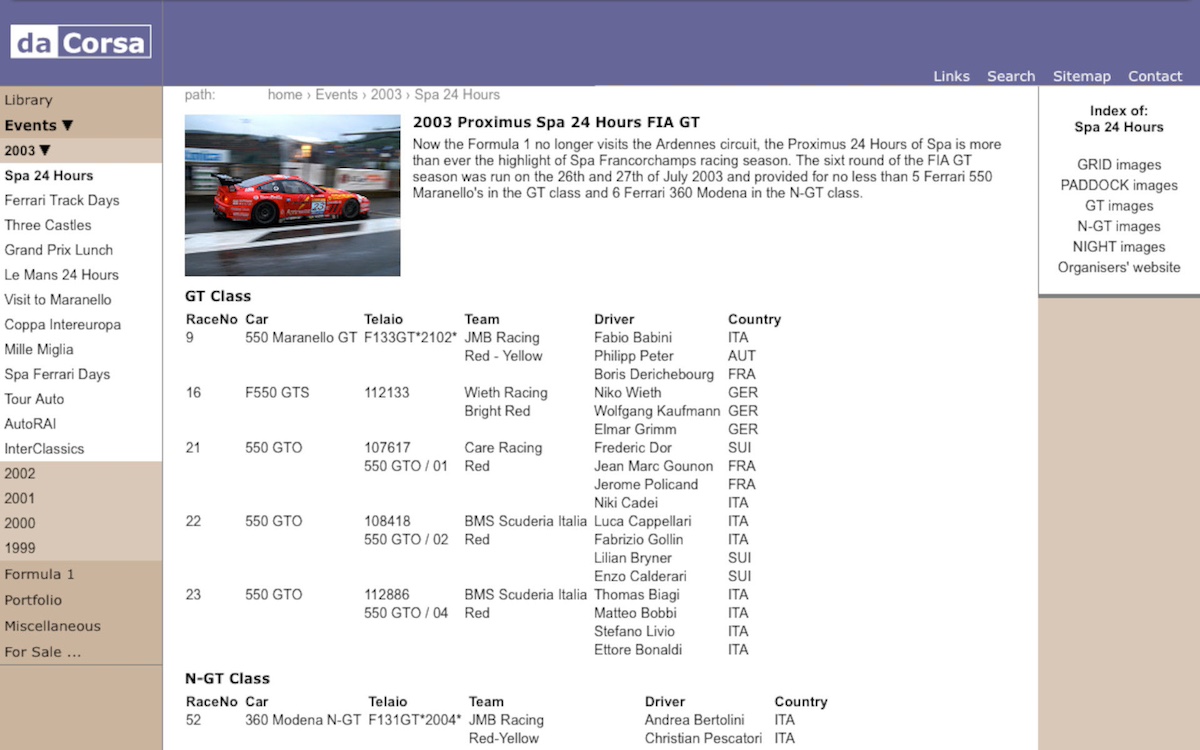 da Corsa
Links Search Sitemap Contact
path: home › Events › 2003 › Spa 24 Hours
Library
Events ▼
2003 ▼
Spa 24 Hours
Ferrari Track Days
Three Castles
Grand Prix Lunch
Le Mans 24 Hours
Visit to Maranello
Coppa Intereuropa
Mille Miglia
Spa Ferrari Days
Tour Auto
AutoRAI
InterClassics
2002
2001
2000
1999
Formula 1
Portfolio
Miscellaneous
For Sale ...
2003 Proximus Spa 24 Hours FIA GT
Now the Formula 1 no longer visits the Ardennes circuit, the Proximus 24 Hours of Spa is more
than ever the highlight of Spa Francorchamps racing season. The sixt round of the FIA GT
season was run on the 26th and 27th of July 2003 and provided for no less than 5 Ferrari 550
Maranello's in the GT class and 6 Ferrari 360 Modena in the N-GT class.
23
GT Class
RaceNo Car Telaio Team Driver Country
9 550 Maranello GT F133GT*2102* JMB Racing Fabio Babini ITA
Red - Yellow Philipp Peter AUT
Boris Derichebourg FRA
16 F550 GTS 112133 Wieth Racing Niko Wieth GER
Bright Red Wolfgang Kaufmann GER
Elmar Grimm GER
21 550 GTO 107617 Care Racing Frederic Dor SUI
550 GTO / 01 Red Jean Marc Gounon FRA
Jerome Policand FRA
Niki Cadei ITA
22 550 GTO 108418 BMS Scuderia Italia Luca Cappellari ITA
550 GTO / 02 Red Fabrizio Gollin ITA
Lilian Bryner SUI
Enzo Calderari SUI
23 550 GTO 112886 BMS Scuderia Italia Thomas Biagi ITA
550 GTO / 04 Red Matteo Bobbi ITA
Stefano Livio ITA
Ettore Bonaldi ITA
N-GT Class
RaceNo Car Telaio Team Driver Country
52 360 Modena N-GT F131GT*2004* JMB Racing Andrea Bertolini ITA
Red-Yellow Christian Pescatori ITA
Index of:
Spa 24 Hours
GRID images
PADDOCK images
GT images
N-GT images
NIGHT images
Organisers' website